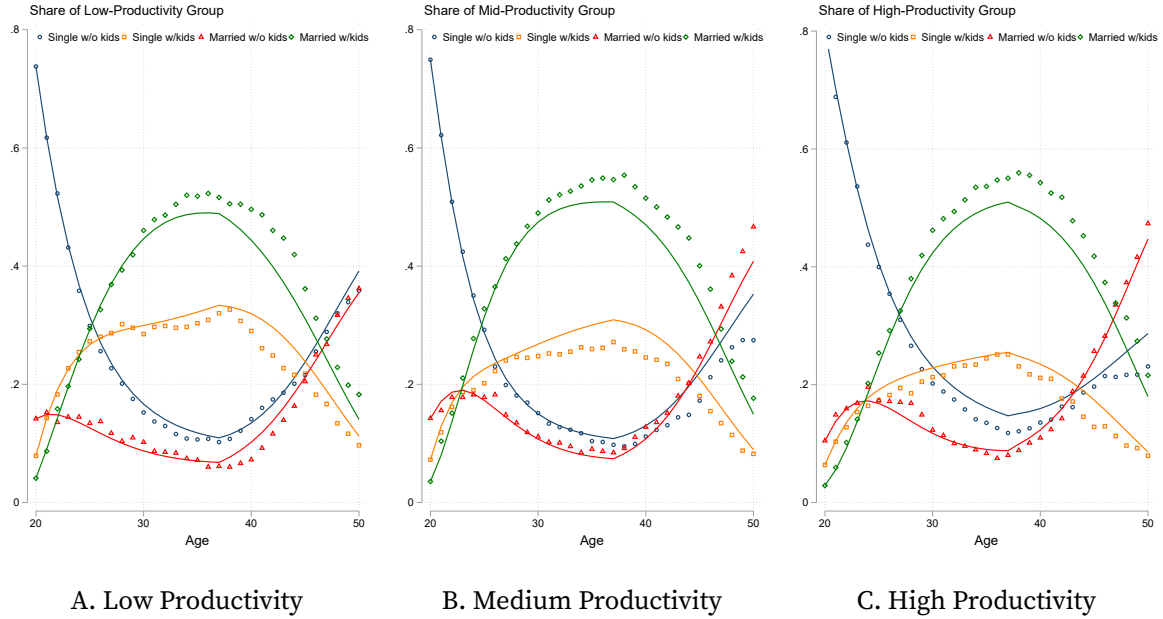 Share of Low-Productivity Group
.8
Single w/o kids Single w/kids Married w/o kids Married w/kids
.6
.4
.2
0
20 30 40 50
Age
A. Low Productivity
Share of Mid-Productivity Group
.8
Single w/o kids Single w/kids Married w/o kids Married w/kids
.6
.4
.2
0
20 30 40 50
Age
B. Medium Productivity
Share of High-Productivity Group
Single w/o kids Single w/kids Married w/o kids Married w/kids
.8
.6
.4
.2
0
20 30 40 50
Age
C. High Productivity